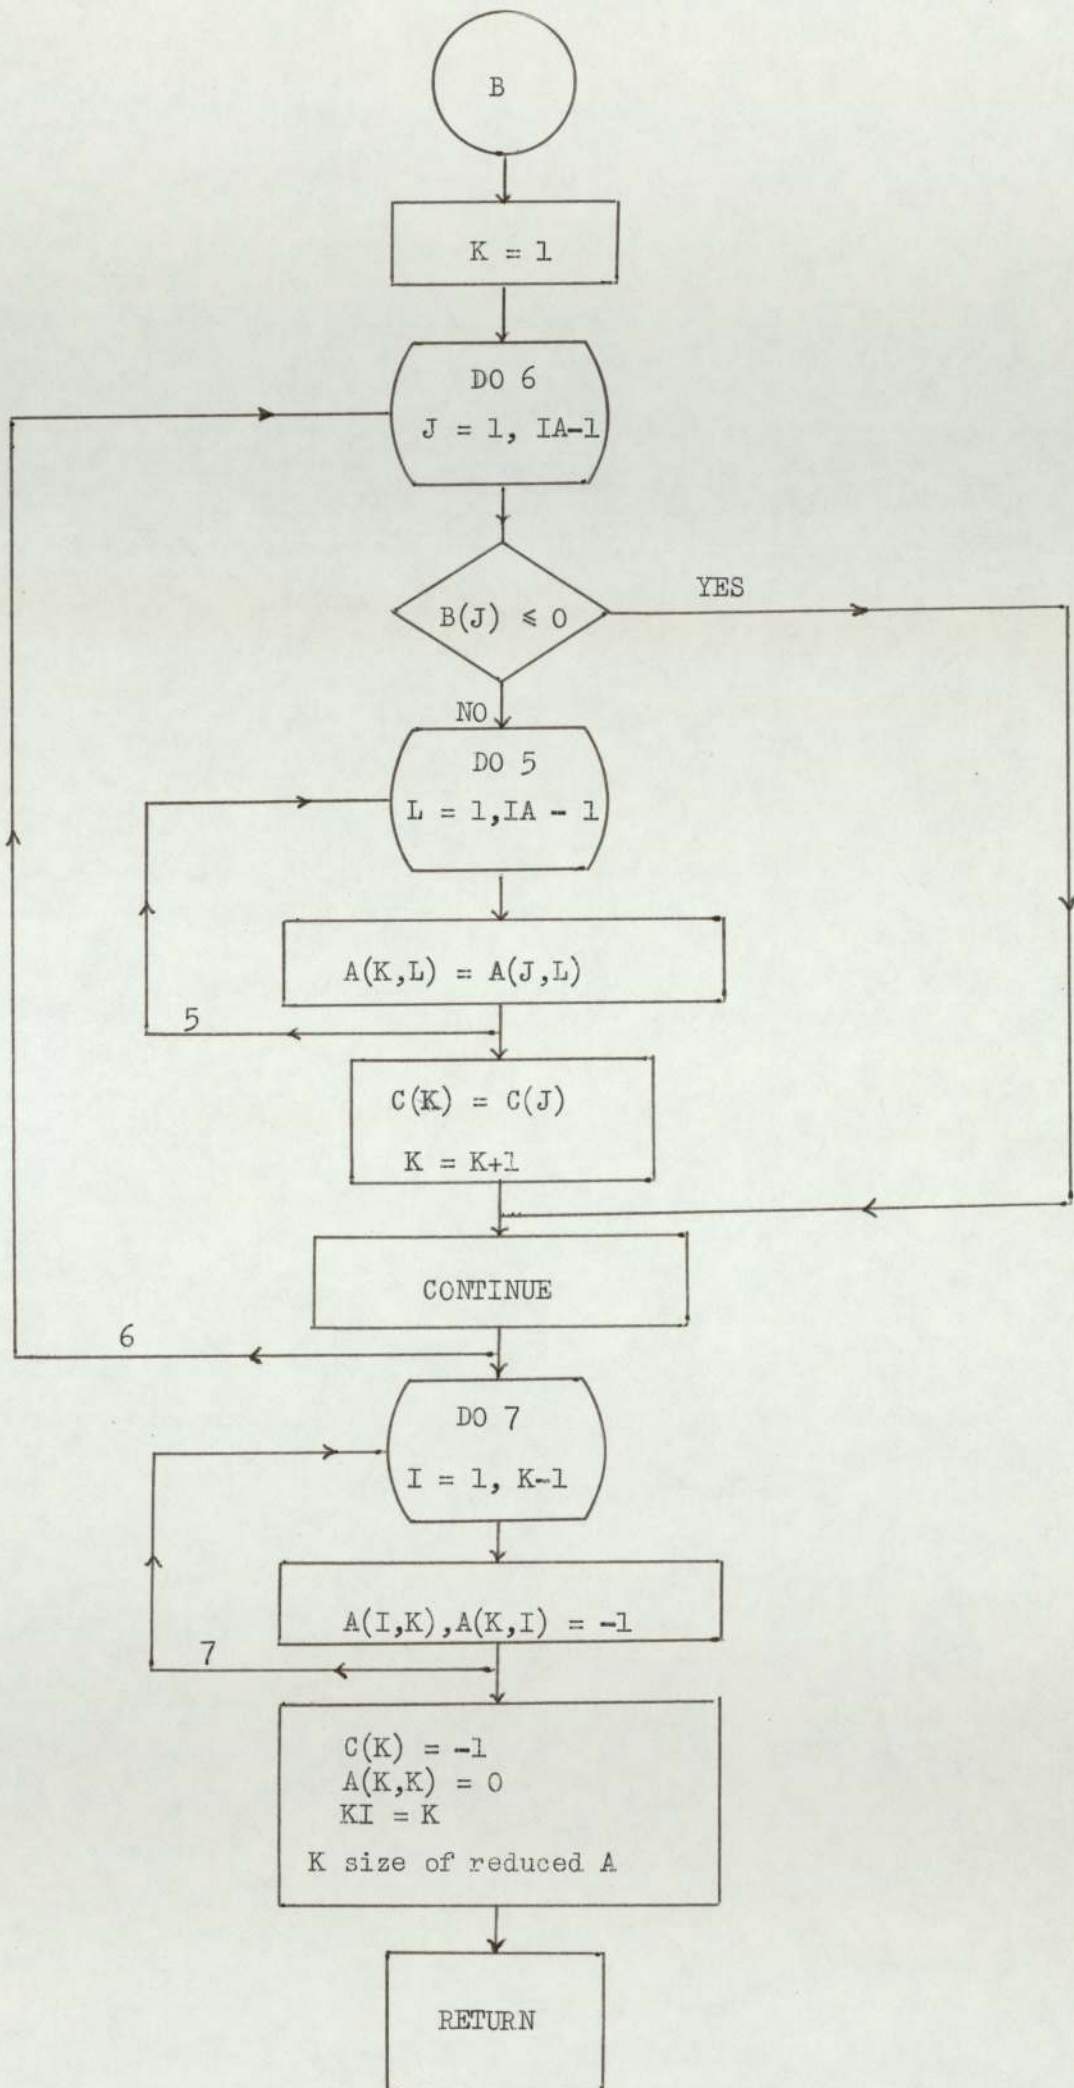 B
K = 1
DO 6
J = 1, IA-1
B(J) ≤ 0
YES
NO
DO 5
L = 1,IA - 1
A(K,L) = A(J,L)
5
C(K) = C(J)
K = K+1
CONTINUE
6
DO 7
I = 1, K-1
A(I,K),A(K,I) = -1
7
C(K) = -1
A(K,K) = 0
KI = K
K size of reduced A
RETURN